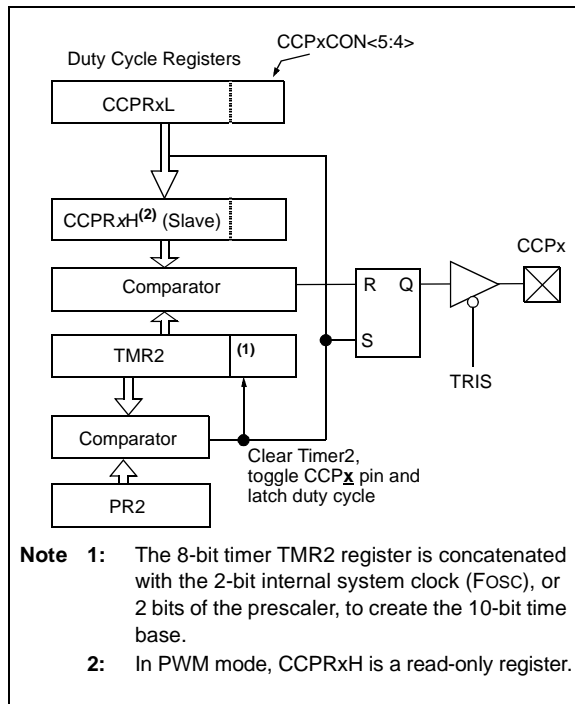 CCPxCON<5:4>
Duty Cycle Registers
CCPRxL
CCPRxH(2) (Slave)
CCPx
Comparator
R Q
S
TMR2
(1)
TRIS
Comparator
Clear Timer2,
toggle CCPx pin and
latch duty cycle
PR2
Note 1: The 8-bit timer TMR2 register is concatenated
with the 2-bit internal system clock (FOSC), or
2 bits of the prescaler, to create the 10-bit time
base.
2: In PWM mode, CCPRxH is a read-only register.